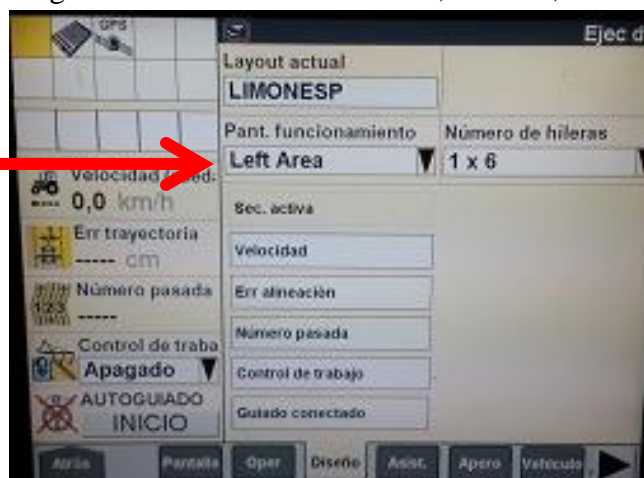 GPS
Ejec d
Layout actual
LIMONESP
Pant. funcionamiento
Número de hileras
Left Area
1 x 6
Velocidad
0,0 km/h
Sec. activa
Err trayectoria
----- cm
Velocidad
Err alineación
Número pasada
-----
123
Número pasada
Control de traba
Apagado
Control de trabajo
AUTOGUIADO
INICIO
Guiado conectado
Atrás
Pantalla
Oper
Diseño
Asist.
Apero
Vehículo